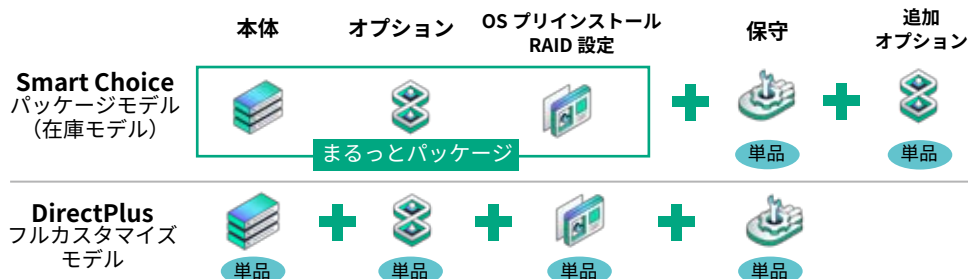 本体
オプション
OS プリインストール
RAID 設定
保守
追加
オプション
Smart Choice
パッケージモデル
（在庫モデル）
まるっとパッケージ
単品
単品
DirectPlus
フルカスタマイズ
モデル
単品
単品
単品
単品